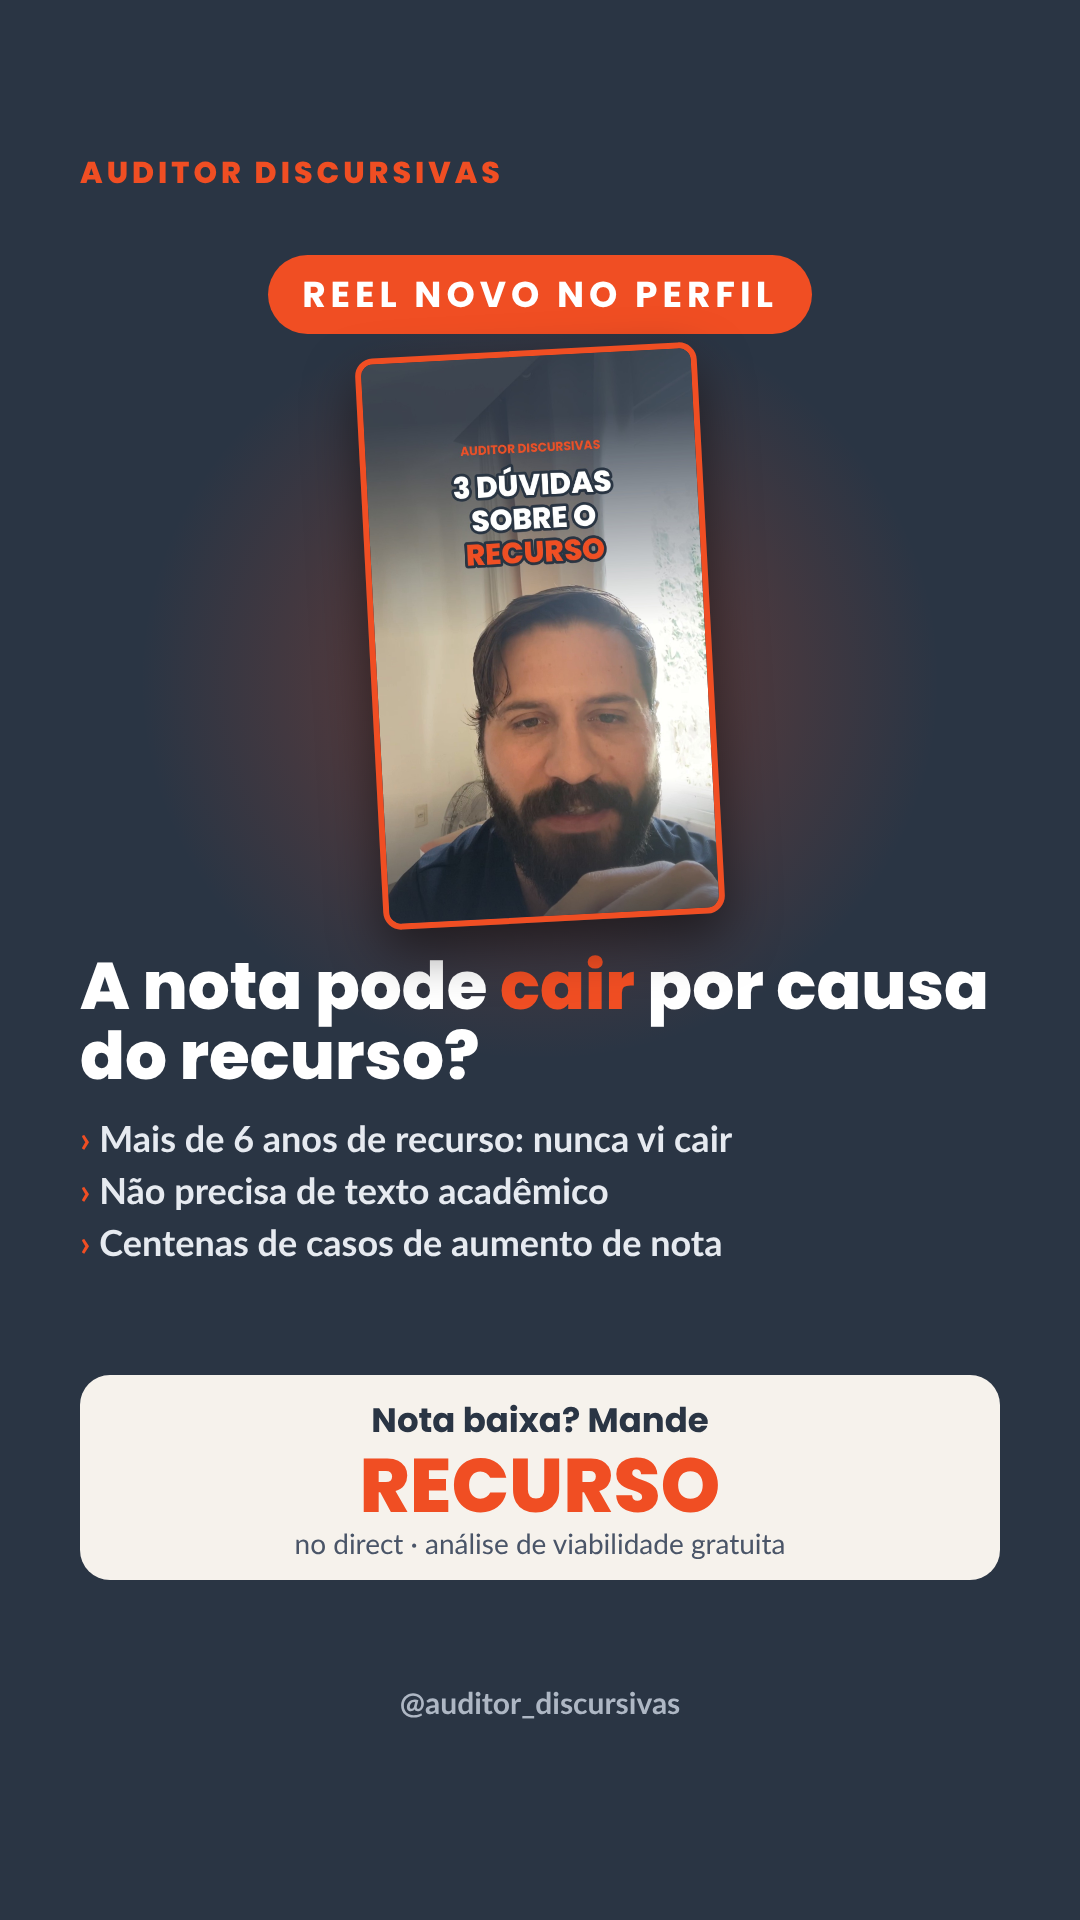 AUDITOR DISCURSIVAS
REEL NOVO NO PERFIL
AUDITOR DISCURSIVAS
3 DÚVIDAS
SOBRE O
RECURSO
A nota pode cair por causa
do recurso?
› Mais de 6 anos de recurso: nunca vi cair
› Não precisa de texto acadêmico
› Centenas de casos de aumento de nota
Nota baixa? Mande
RECURSO
no direct · análise de viabilidade gratuita
@auditor_discursivas